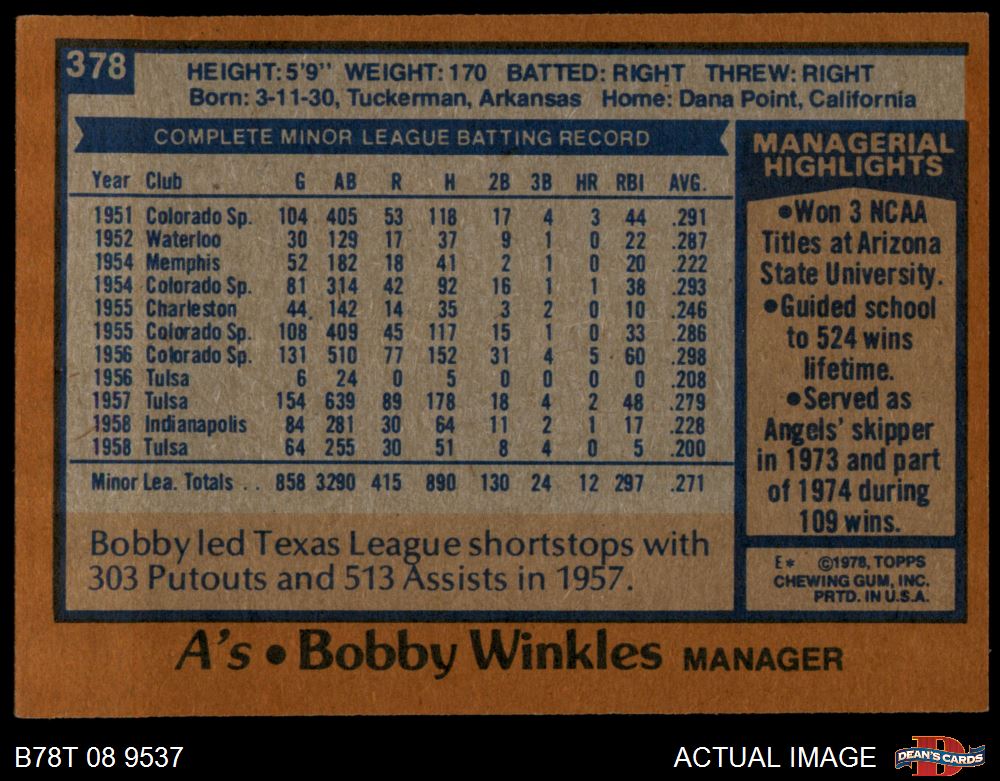 378
HEIGHT: 5'9" WEIGHT: 170 BATTED: RIGHT THREW: RIGHT
Born: 3-11-30, Tuckerman, Arkansas Home: Dana Point, California
COMPLETE MINOR LEAGUE BATTING RECORD
Year Club G AB R H 2B 3B HR RBI AVG.
1951 Colorado Sp. 104 405 53 118 17 4 3 44 .291
1952 Waterloo 30 129 17 37 9 1 0 22 .287
1954 Memphis 52 182 18 41 2 1 0 20 .222
1954 Colorado Sp. 81 314 42 92 16 1 1 38 .293
1955 Charleston 44 142 14 35 3 2 0 10 .246
1955 Colorado Sp. 108 409 45 117 15 1 0 33 .286
1956 Colorado Sp. 131 510 77 152 31 4 5 60 .298
1956 Tulsa 6 24 0 5 0 0 0 0 .208
1957 Tulsa 154 639 89 178 18 4 2 48 .279
1958 Indianapolis 84 281 30 64 11 2 1 17 .228
1958 Tulsa 64 255 30 51 8 4 0 5 .200
Minor Lea. Totals . . 858 3290 415 890 130 24 12 297 .271
Bobby led Texas League shortstops with
303 Putouts and 513 Assists in 1957.
MANAGERIAL
HIGHLIGHTS
●Won 3 NCAA
Titles at Arizona
State University.
●Guided school
to 524 wins
lifetime.
●Served as
Angels' skipper
in 1973 and part
of 1974 during
109 wins.
E* ©1978, TOPPS
CHEWING GUM, INC.
PRTD. IN U.S.A.
A's ● Bobby Winkles MANAGER
B78T 08 9537
ACTUAL IMAGE
D
DEAN'S CARDS